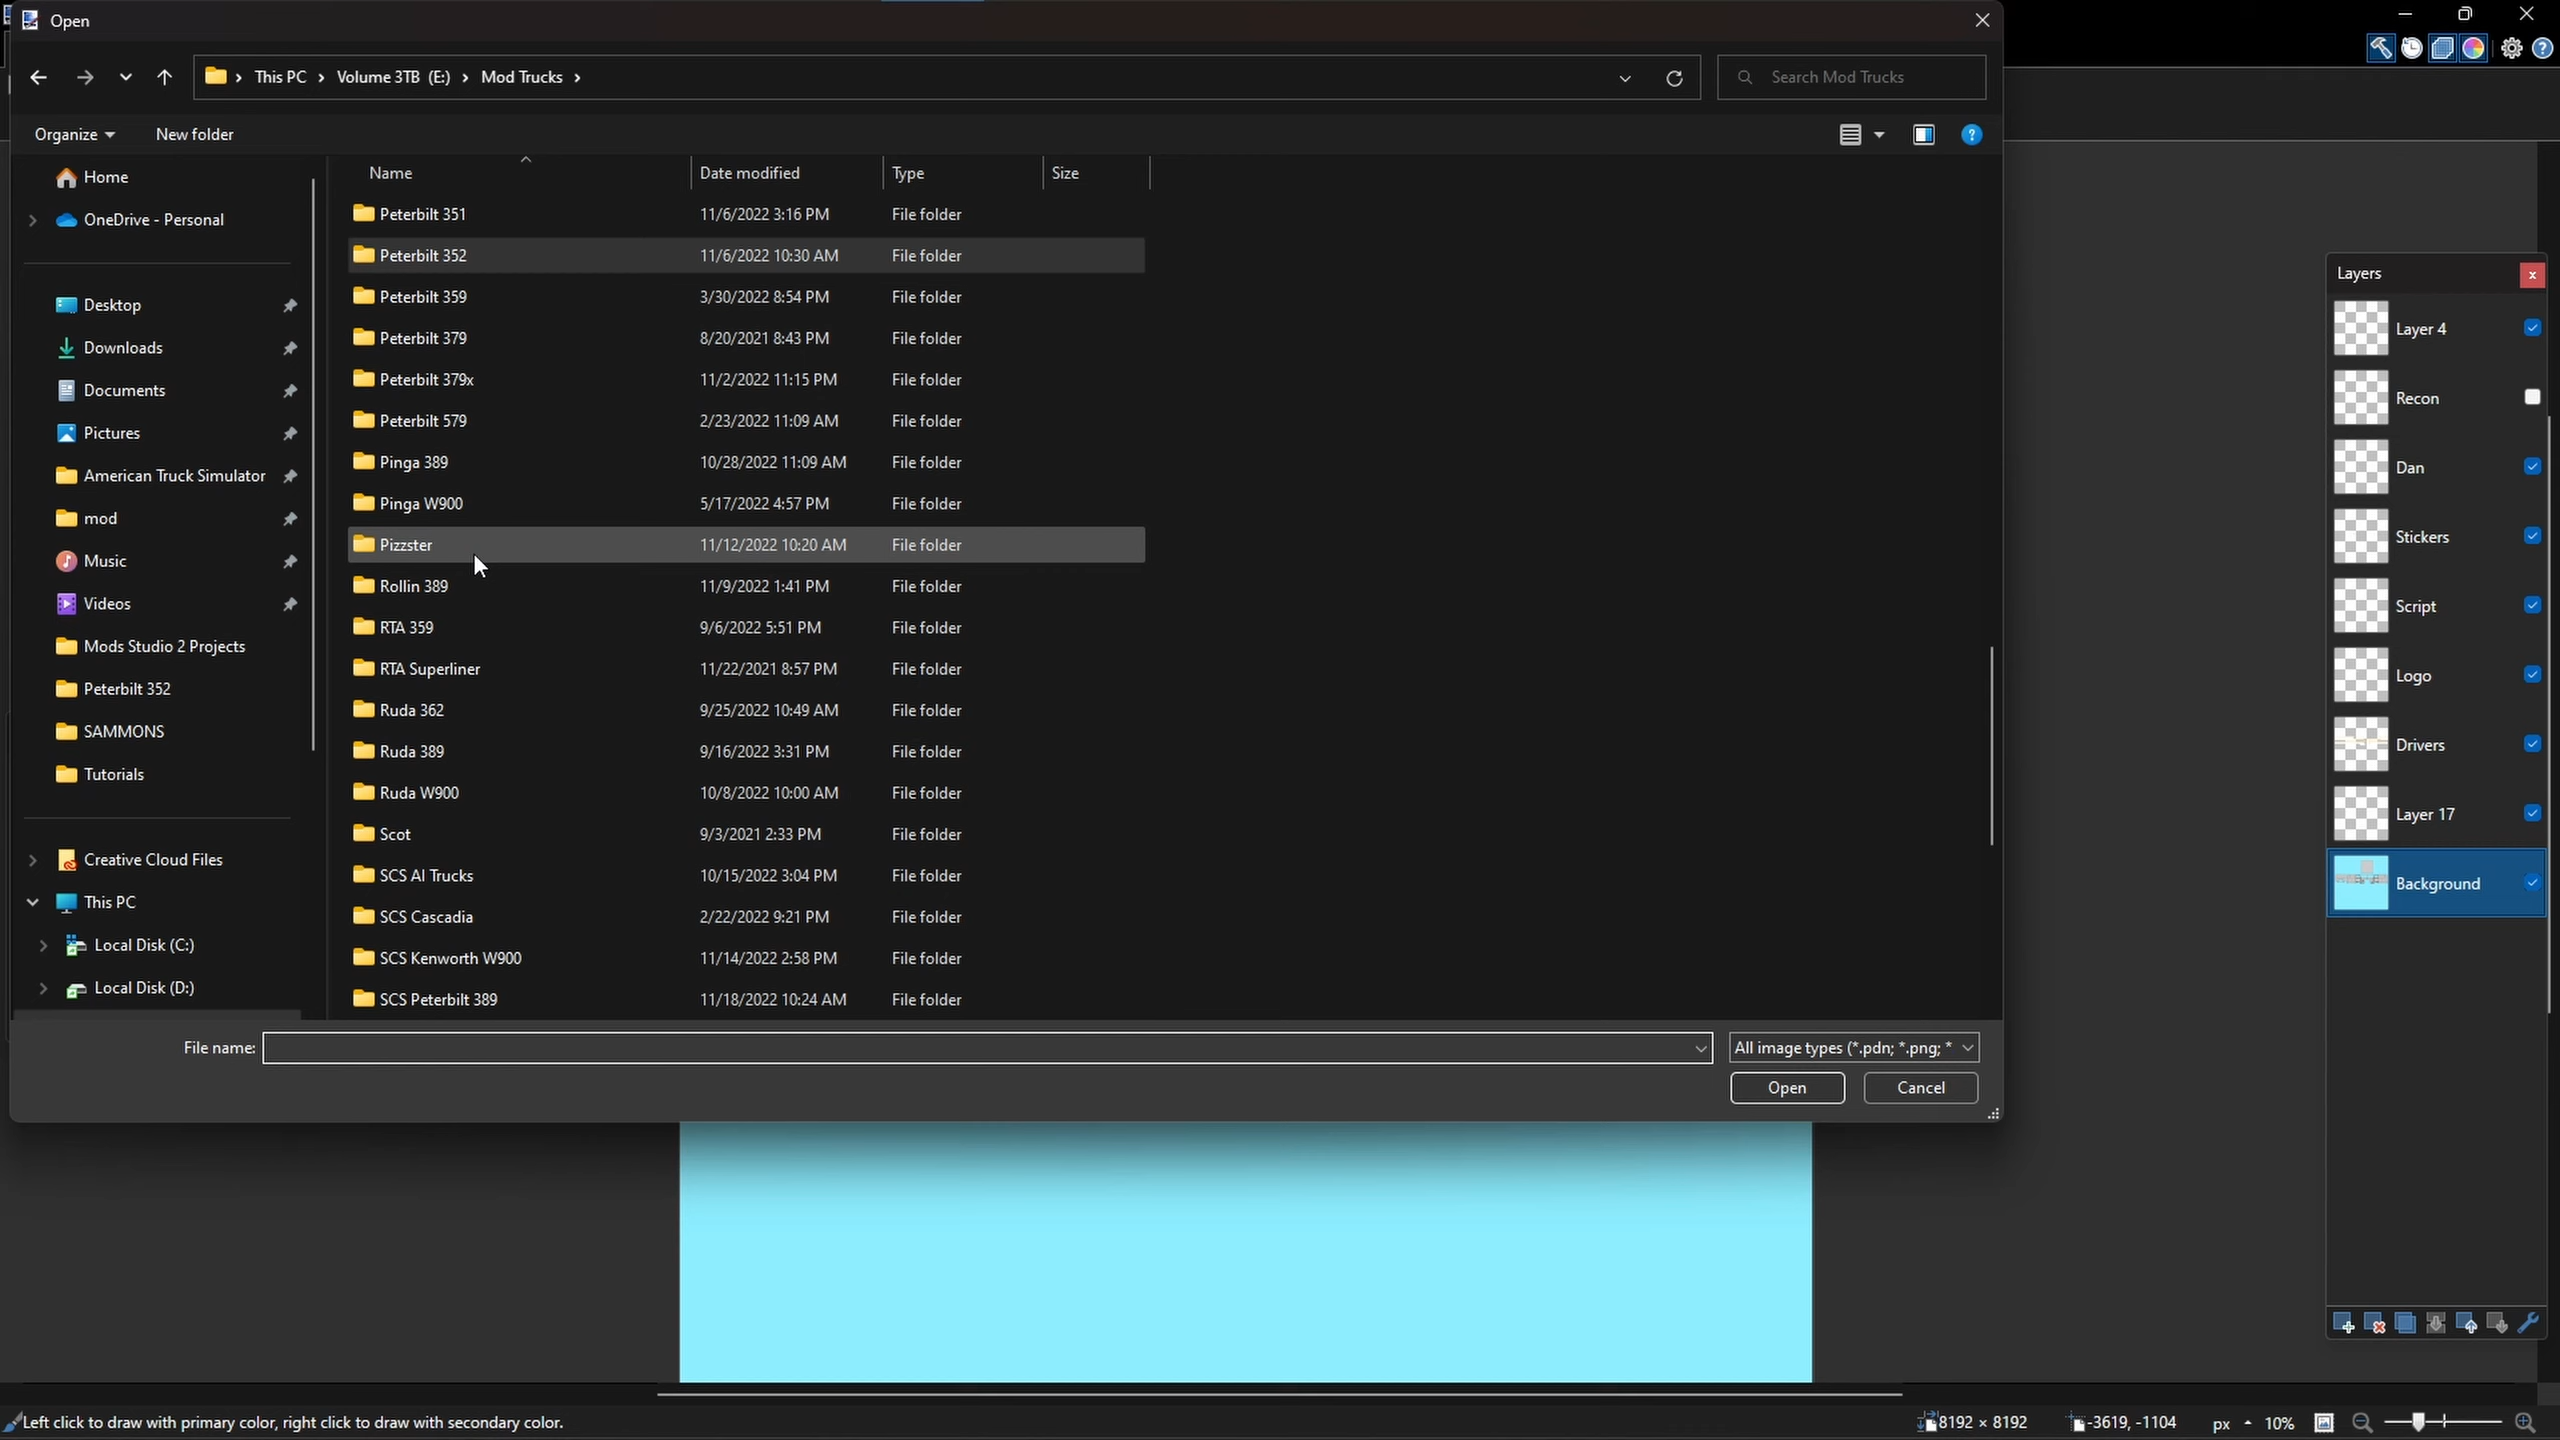 Open
This PC > Volume 3TB (E:) > Mod Trucks >
Search Mod Trucks
Organize
New folder
Home
OneDrive - Personal
Desktop
Downloads
Documents
Pictures
American Truck Simulator
mod
Music
Videos
Mods Studio 2 Projects
Peterbilt 352
SAMMONS
Tutorials
Creative Cloud Files
This PC
Local Disk (C:)
Local Disk (D:)
Name Date modified Type Size
Peterbilt 351 11/6/2022 3:16 PM File folder
Peterbilt 352 11/6/2022 10:30 AM File folder
Peterbilt 359 3/30/2022 8:54 PM File folder
Peterbilt 379 8/20/2021 8:43 PM File folder
Peterbilt 379x 11/2/2022 11:15 PM File folder
Peterbilt 579 2/23/2022 11:09 AM File folder
Pinga 389 10/28/2022 11:09 AM File folder
Pinga W900 5/17/2022 4:57 PM File folder
Pizzster 11/12/2022 10:20 AM File folder
Rollin 389 11/9/2022 1:41 PM File folder
RTA 359 9/6/2022 5:51 PM File folder
RTA Superliner 11/22/2021 8:57 PM File folder
Ruda 362 9/25/2022 10:49 AM File folder
Ruda 389 9/16/2022 3:31 PM File folder
Ruda W900 10/8/2022 10:00 AM File folder
Scot 9/3/2021 2:33 PM File folder
SCS AI Trucks 10/15/2022 3:04 PM File folder
SCS Cascadia 2/22/2022 9:21 PM File folder
SCS Kenworth W900 11/14/2022 2:58 PM File folder
SCS Peterbilt 389 11/18/2022 10:24 AM File folder
File name:
All image types (*.pdn; *.png; *
Open
Cancel
Layers
Layer 4
Recon
Dan
Stickers
Script
Logo
Drivers
Layer 17
Background
Left click to draw with primary color, right click to draw with secondary color.
8192 × 8192
-3619, -1104
px
10%